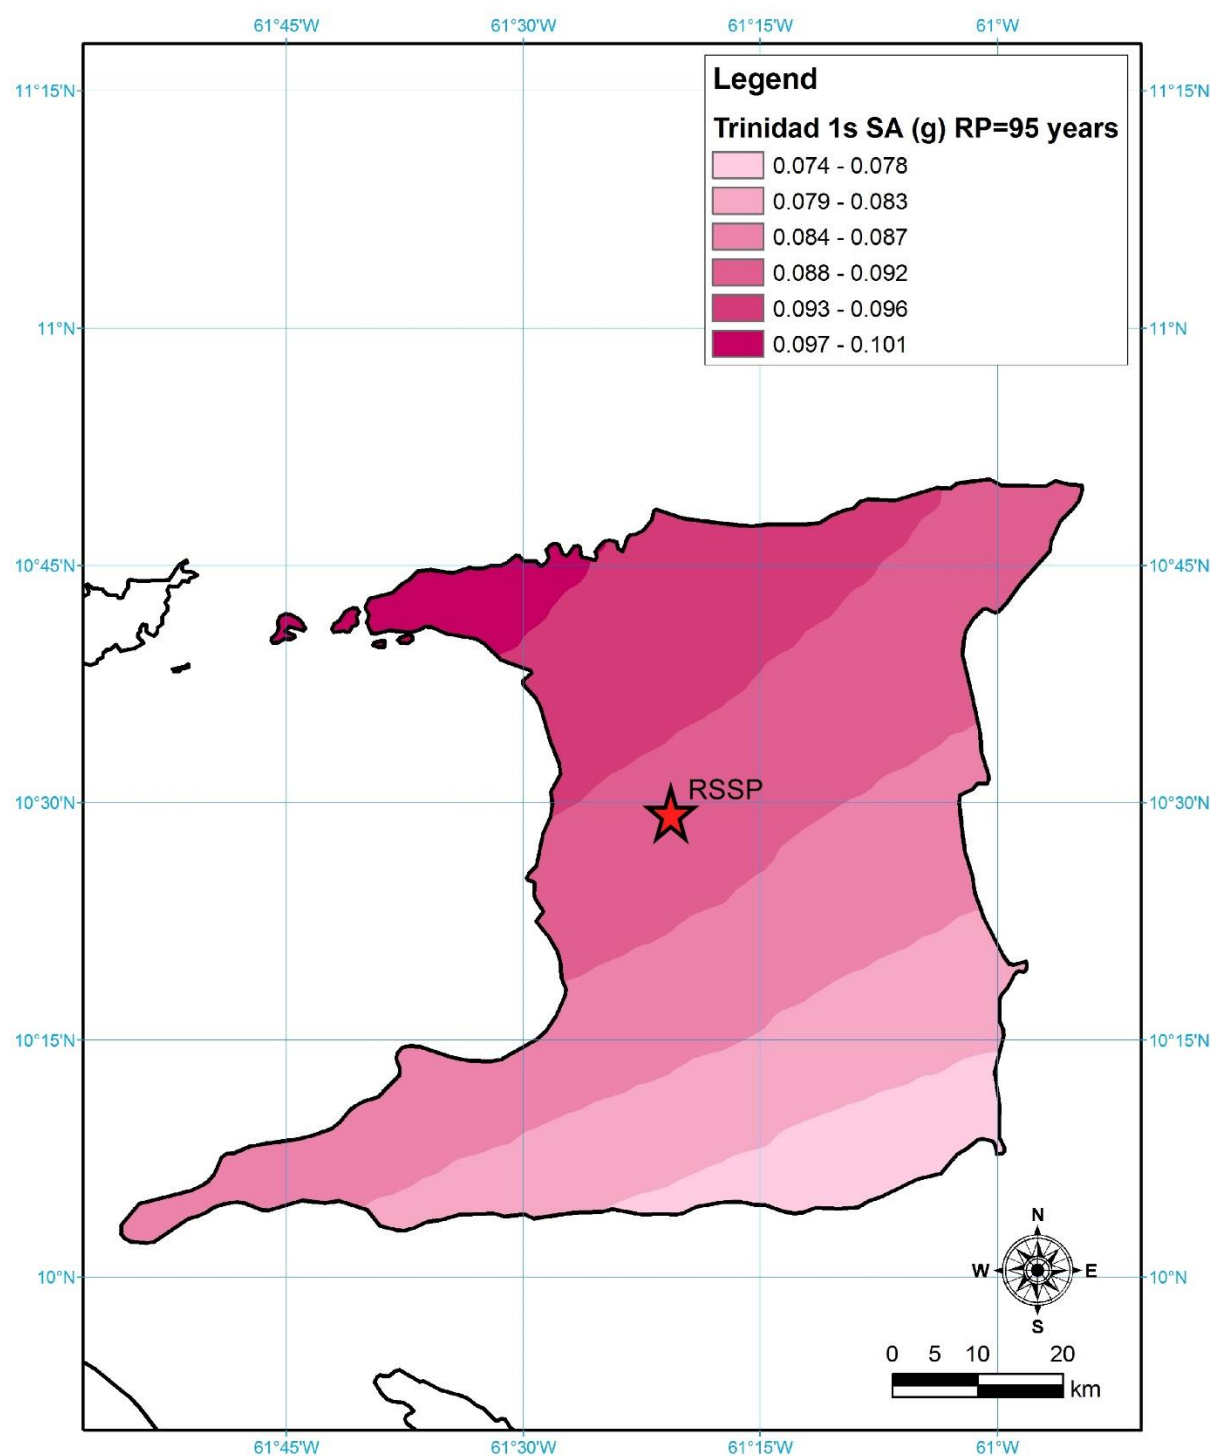 61°45'W 61°30'W 61°15'W 61°W
Legend
Trinidad 1s SA (g) RP=95 years
0.074 - 0.078
0.079 - 0.083
0.084 - 0.087
0.088 - 0.092
0.093 - 0.096
0.097 - 0.101
11°15'N 11°15'N
11°N 11°N
10°45'N 10°45'N
RSSP
10°30'N 10°30'N
10°15'N 10°15'N
10°N 10°N
N
W E
S
0 5 10 20
km
61°45'W 61°30'W 61°15'W 61°W